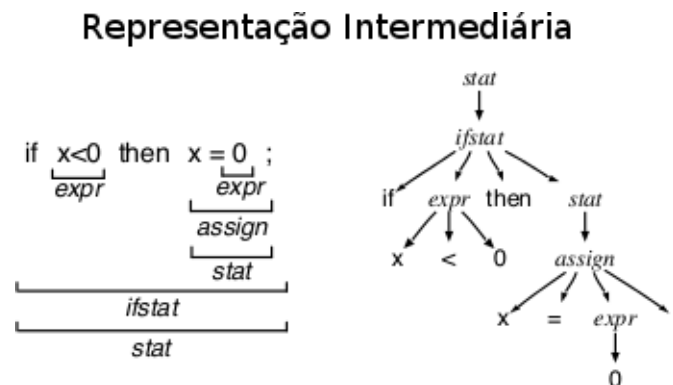 Representação Intermediária
if x<0 then x = 0 ;
expr expr
assign
stat
ifstat
stat
stat
ifstat
if expr then stat
x < 0 assign
x = expr
0